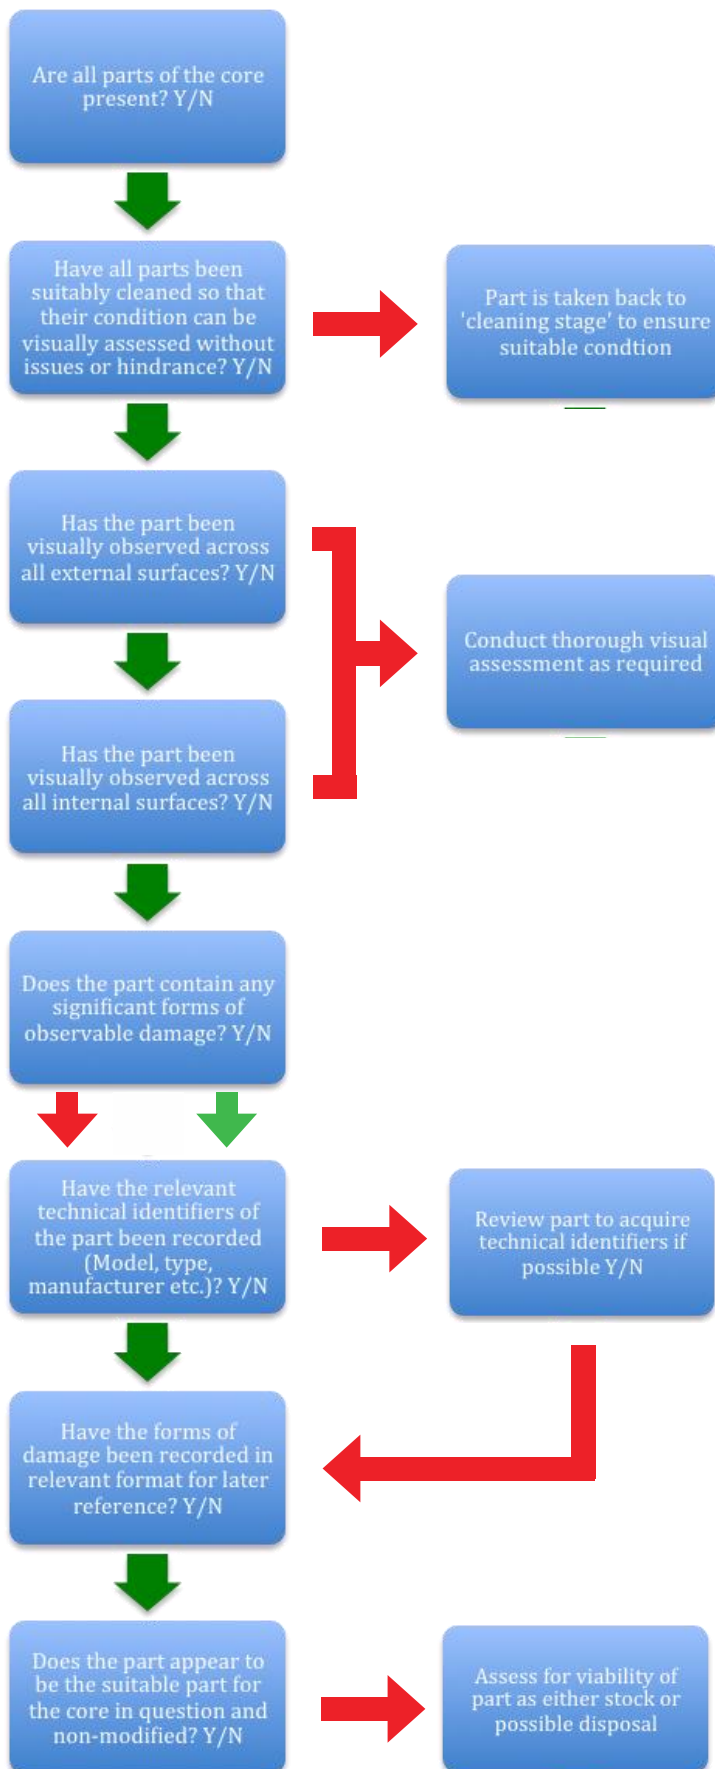 Are all parts of the core
present? Y/N
Have all parts been
suitably cleaned so that
their condition can be
visually assessed without
issues or hindrance? Y/N
Part is taken back to
'cleaning stage' to ensure
suitable condtion
Has the part been
visually observed across
all external surfaces? Y/N
Conduct thorough visual
assessment as required
Has the part been
visually observed across
all internal surfaces? Y/N
Does the part contain any
significant forms of
observable damage? Y/N
Have the relevant
technical identifiers of
the part been recorded
(Model, type,
manufacturer etc.)? Y/N
Review part to acquire
technical identifiers if
possible Y/N
Have the forms of
damage been recorded in
relevant format for later
reference? Y/N
Does the part appear to
be the suitable part for
the core in question and
non-modified? Y/N
Assess for viability of
part as either stock or
possible disposal